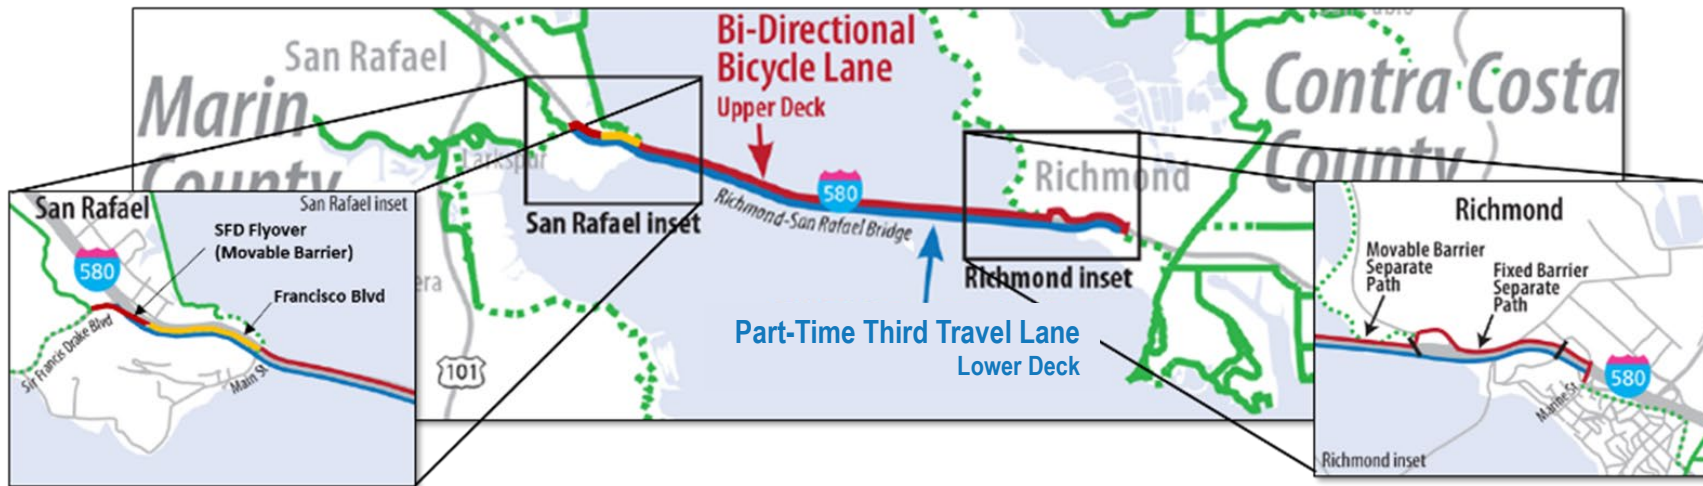 San Rafael
Marin
County
Larkspur
Bi-Directional
Bicycle Lane
Upper Deck
Contra Costa
County
Richmond
580
San Rafael inset
Richmond-San Rafael Bridge
Richmond inset
Part-Time Third Travel Lane
Lower Deck
101
San Rafael
San Rafael inset
SFD Flyover
(Movable Barrier)
580
Francisco Blvd
Sir Francis Drake Blvd
Main St
Richmond
Movable Barrier
Separate
Path
Fixed Barrier
Separate
Path
580
Marine St
Richmond inset